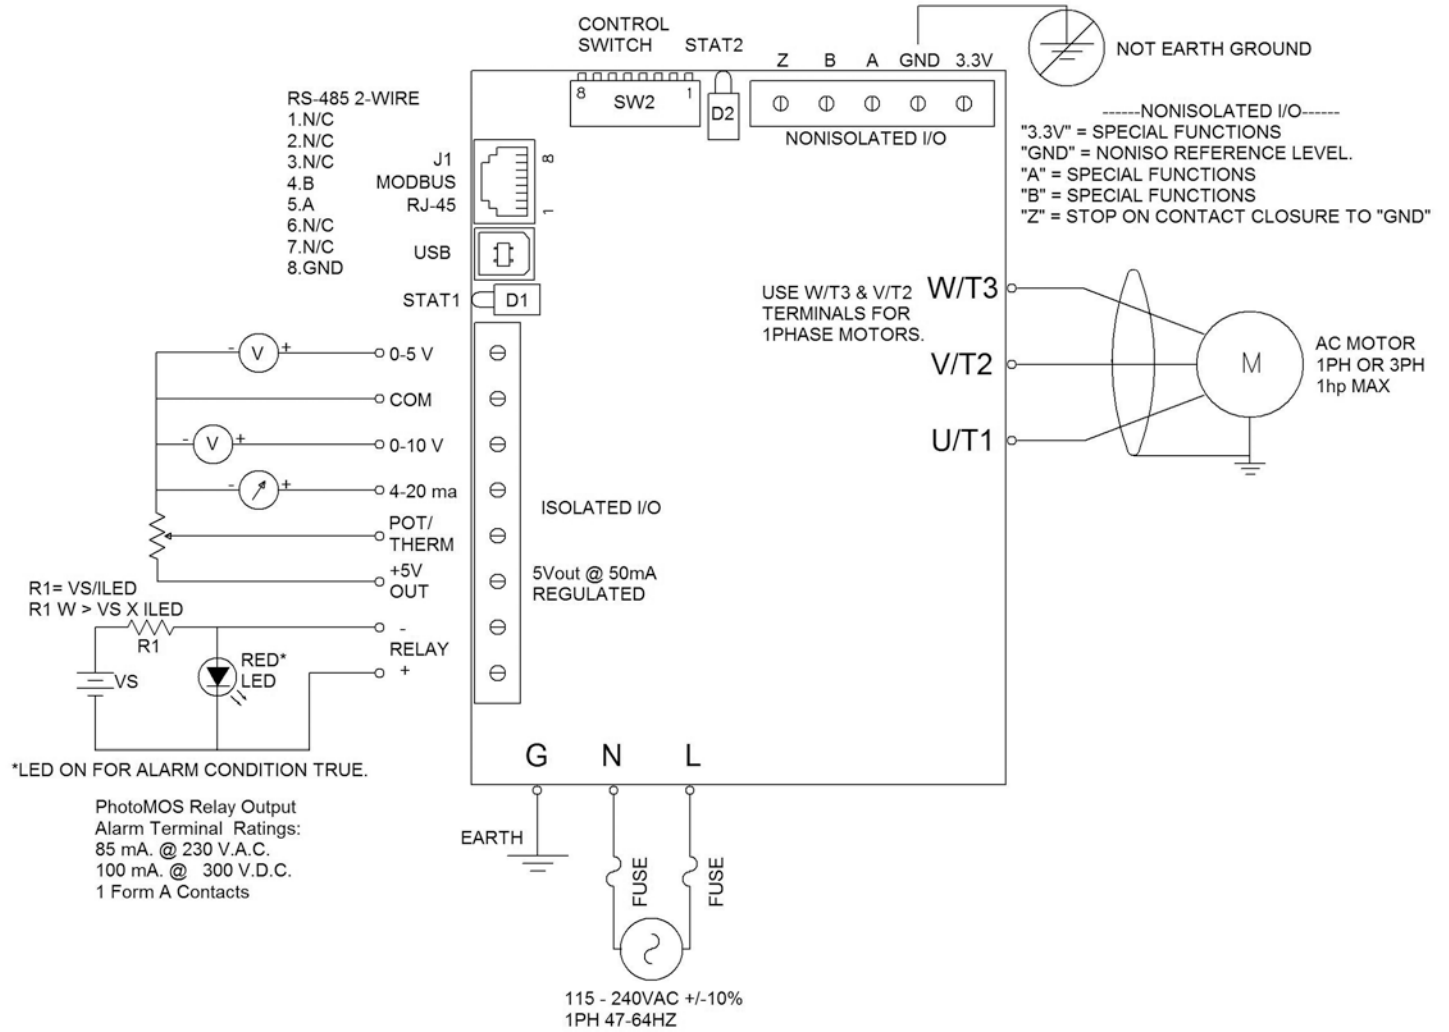 CONTROL
SWITCH
STAT2
Z B A GND 3.3V
NOT EARTH GROUND
8 SW2 1
D2
NONISOLATED I/O
------NONISOLATED I/O------
"3.3V" = SPECIAL FUNCTIONS
"GND" = NONISO REFERENCE LEVEL.
"A" = SPECIAL FUNCTIONS
"B" = SPECIAL FUNCTIONS
"Z" = STOP ON CONTACT CLOSURE TO "GND"
RS-485 2-WIRE
1.N/C
2.N/C
3.N/C
4.B
5.A
6.N/C
7.N/C
8.GND
J1
MODBUS
RJ-45
8
1
USB
STAT1
D1
USE W/T3 & V/T2
TERMINALS FOR
1PHASE MOTORS.
W/T3
V/T2
U/T1
M
AC MOTOR
1PH OR 3PH
1hp MAX
- V + 0-5 V
COM
- V + 0-10 V
- + 4-20 ma
POT/
THERM
+5V
OUT
ISOLATED I/O
5Vout @ 50mA
REGULATED
R1= VS/ILED
R1 W > VS X ILED
R1
-
RELAY
+
VS
RED*
LED
*LED ON FOR ALARM CONDITION TRUE.
PhotoMOS Relay Output
Alarm Terminal Ratings:
85 mA. @ 230 V.A.C.
100 mA. @ 300 V.D.C.
1 Form A Contacts
G N L
EARTH
FUSE
FUSE
115 - 240VAC +/-10%
1PH 47-64HZ